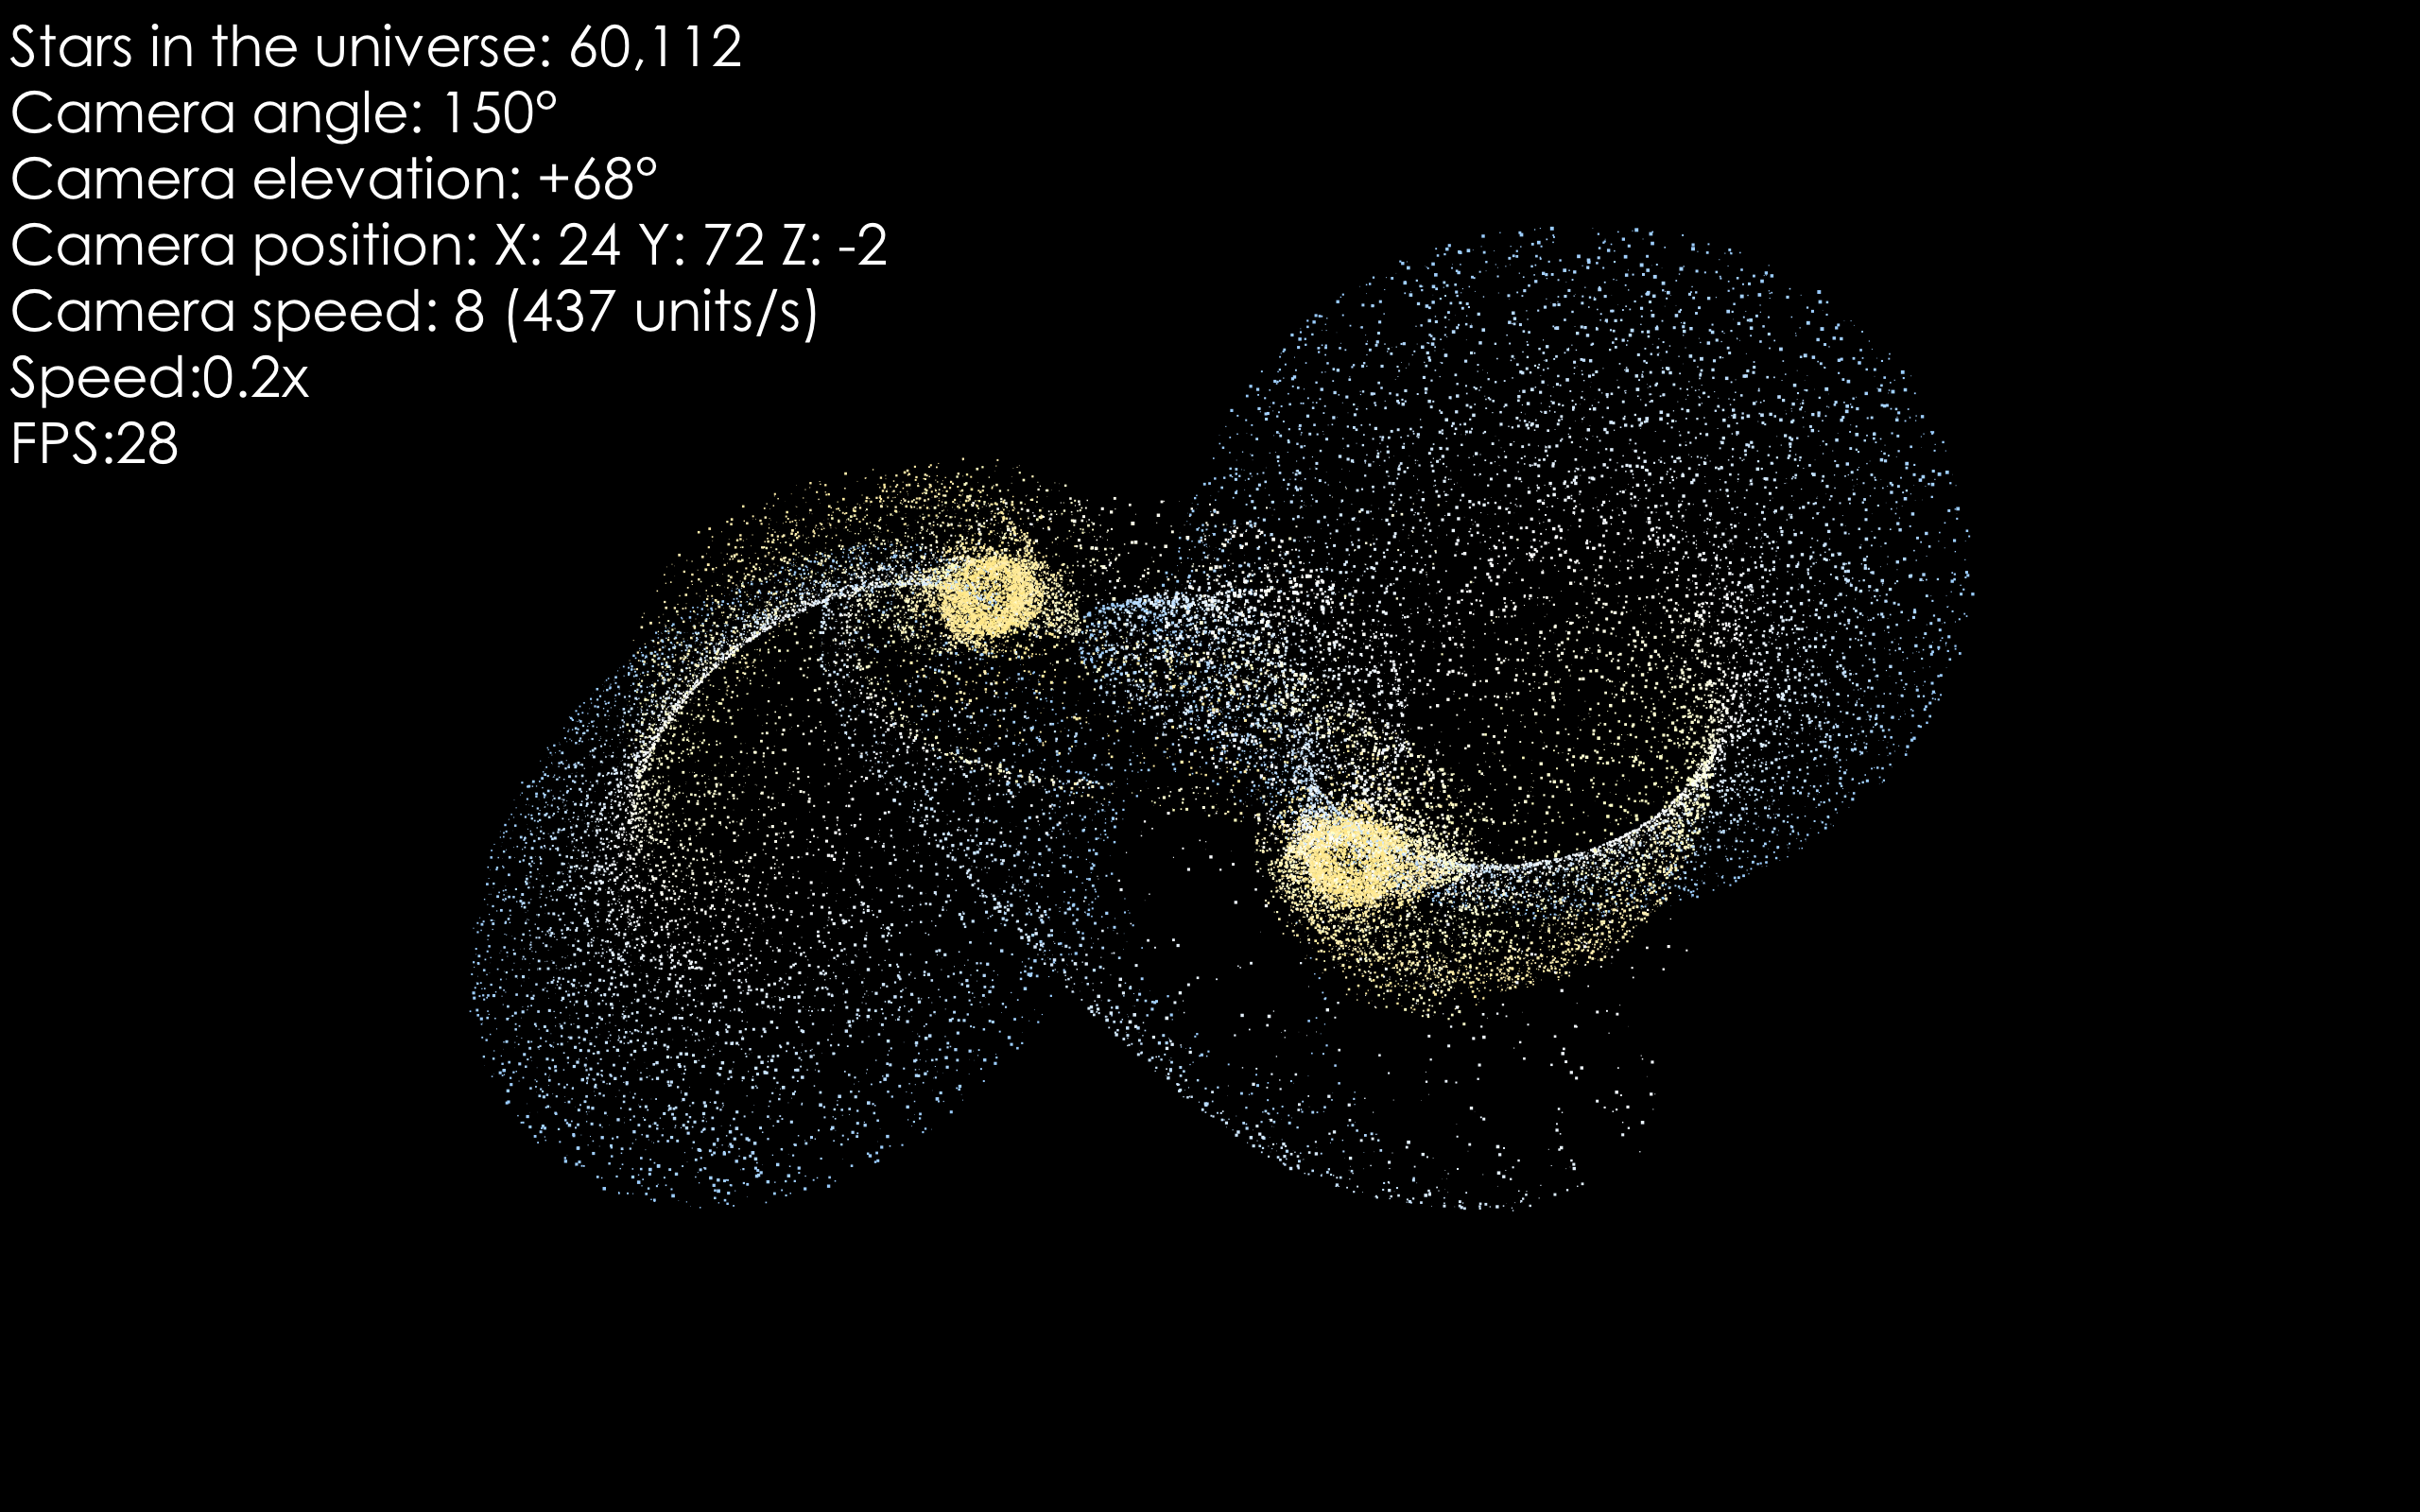 Stars in the universe: 60,112
Camera angle: 150°
Camera elevation: +68°
Camera position: X: 24 Y: 72 Z: -2
Camera speed: 8 (437 units/s)
Speed:0.2x
FPS:28